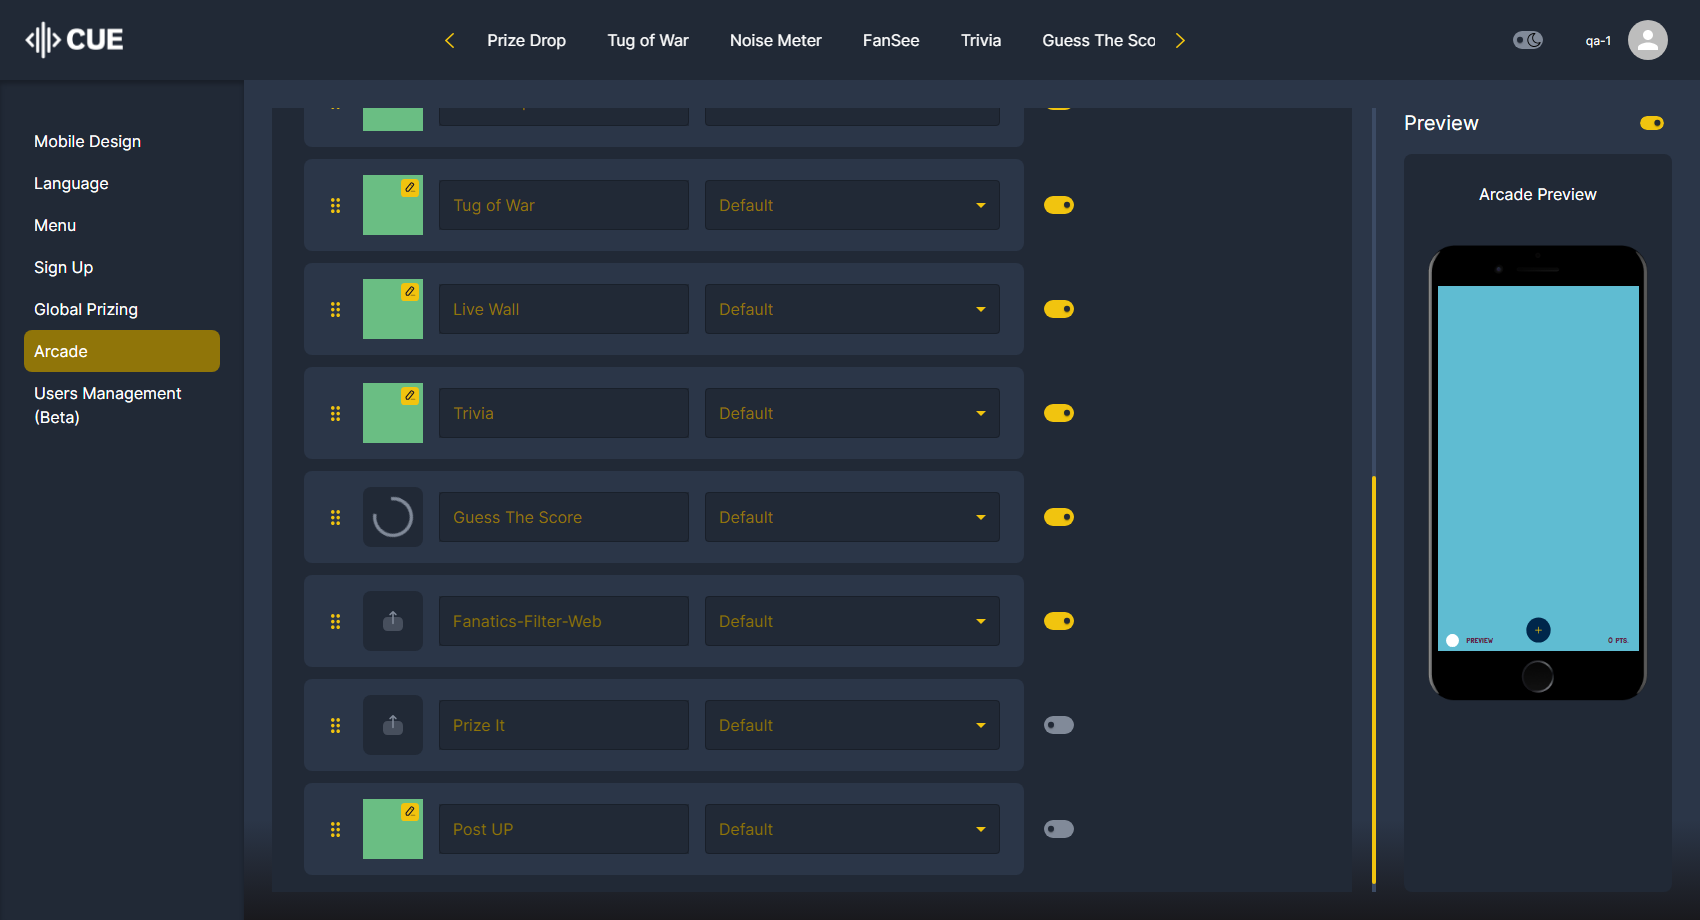 CUE
Prize Drop
Tug of War
Noise Meter
FanSee
Trivia
Guess The Sco
qa-1
Mobile Design
Language
Menu
Sign Up
Global Prizing
Arcade
Users Management
(Beta)
Tug of War
Default
Live Wall
Default
Trivia
Default
Guess The Score
Default
Fanatics-Filter-Web
Default
Prize It
Default
Post UP
Default
Preview
Arcade Preview
PREVIEW
+
0 PTS.